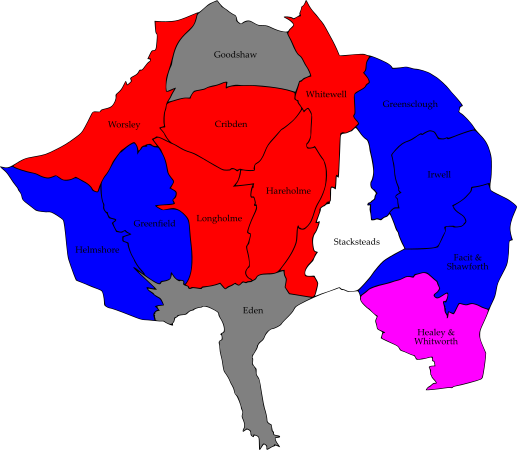 Goodshaw
Whitewell
Greensclough
Worsley
Cribden
Irwell
Hareholme
Longholme
Greenfield
Stacksteads
Helmshore
Facit &
Shawforth
Eden
Healey &
Whitworth